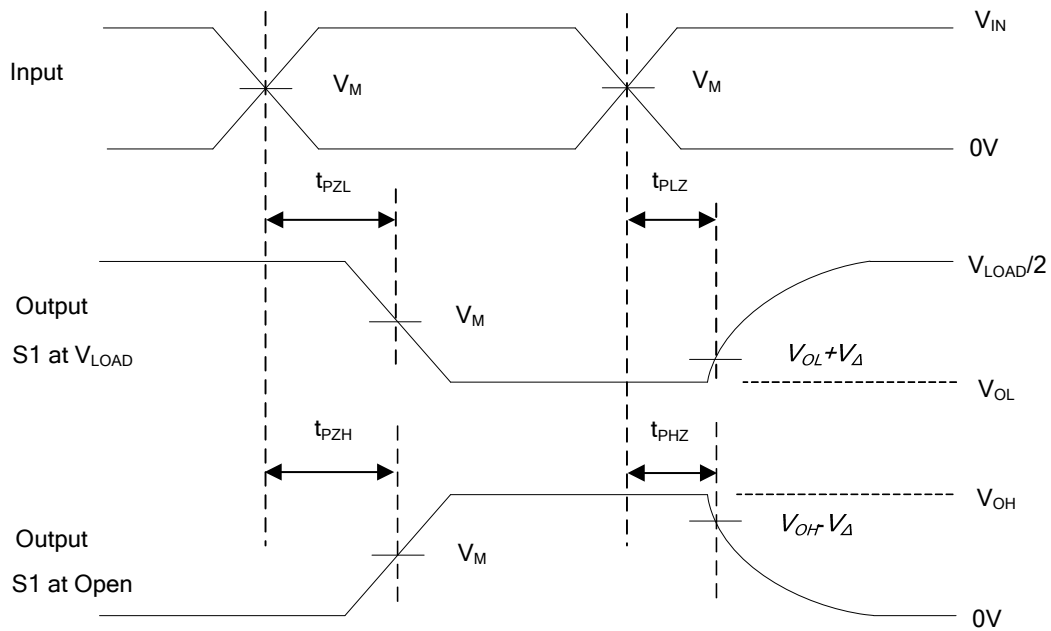 V_IN
Input
V_M V_M
0V
t_PZL t_PLZ
V_LOAD/2
Output
V_M
S1 at V_LOAD
V_OL+V_Δ
V_OL
t_PZH t_PHZ
V_OH
V_OH-V_Δ
Output
V_M
S1 at Open
0V